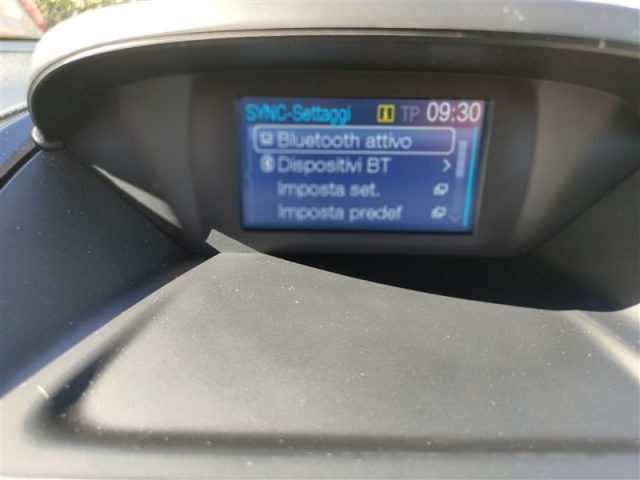 SYNC-Settaggi TP 09:30
Bluetooth attivo
Dispositivi BT
Imposta set.
Imposta predef